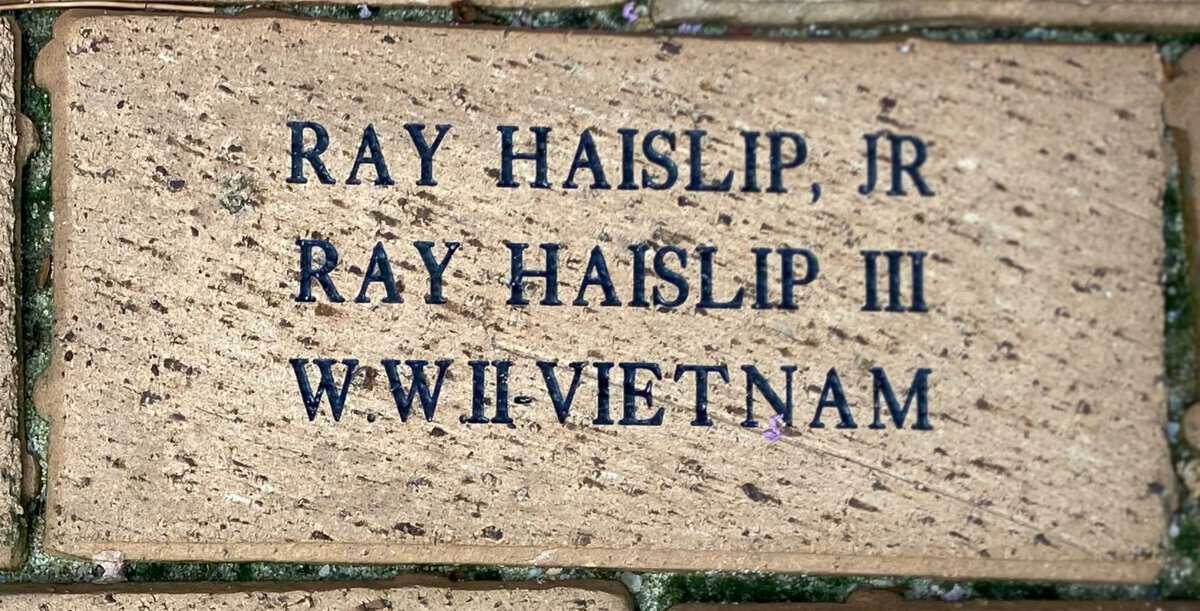 RAY HAISLIP, JR
RAY HAISLIP III
W.W.II-VIETNAM